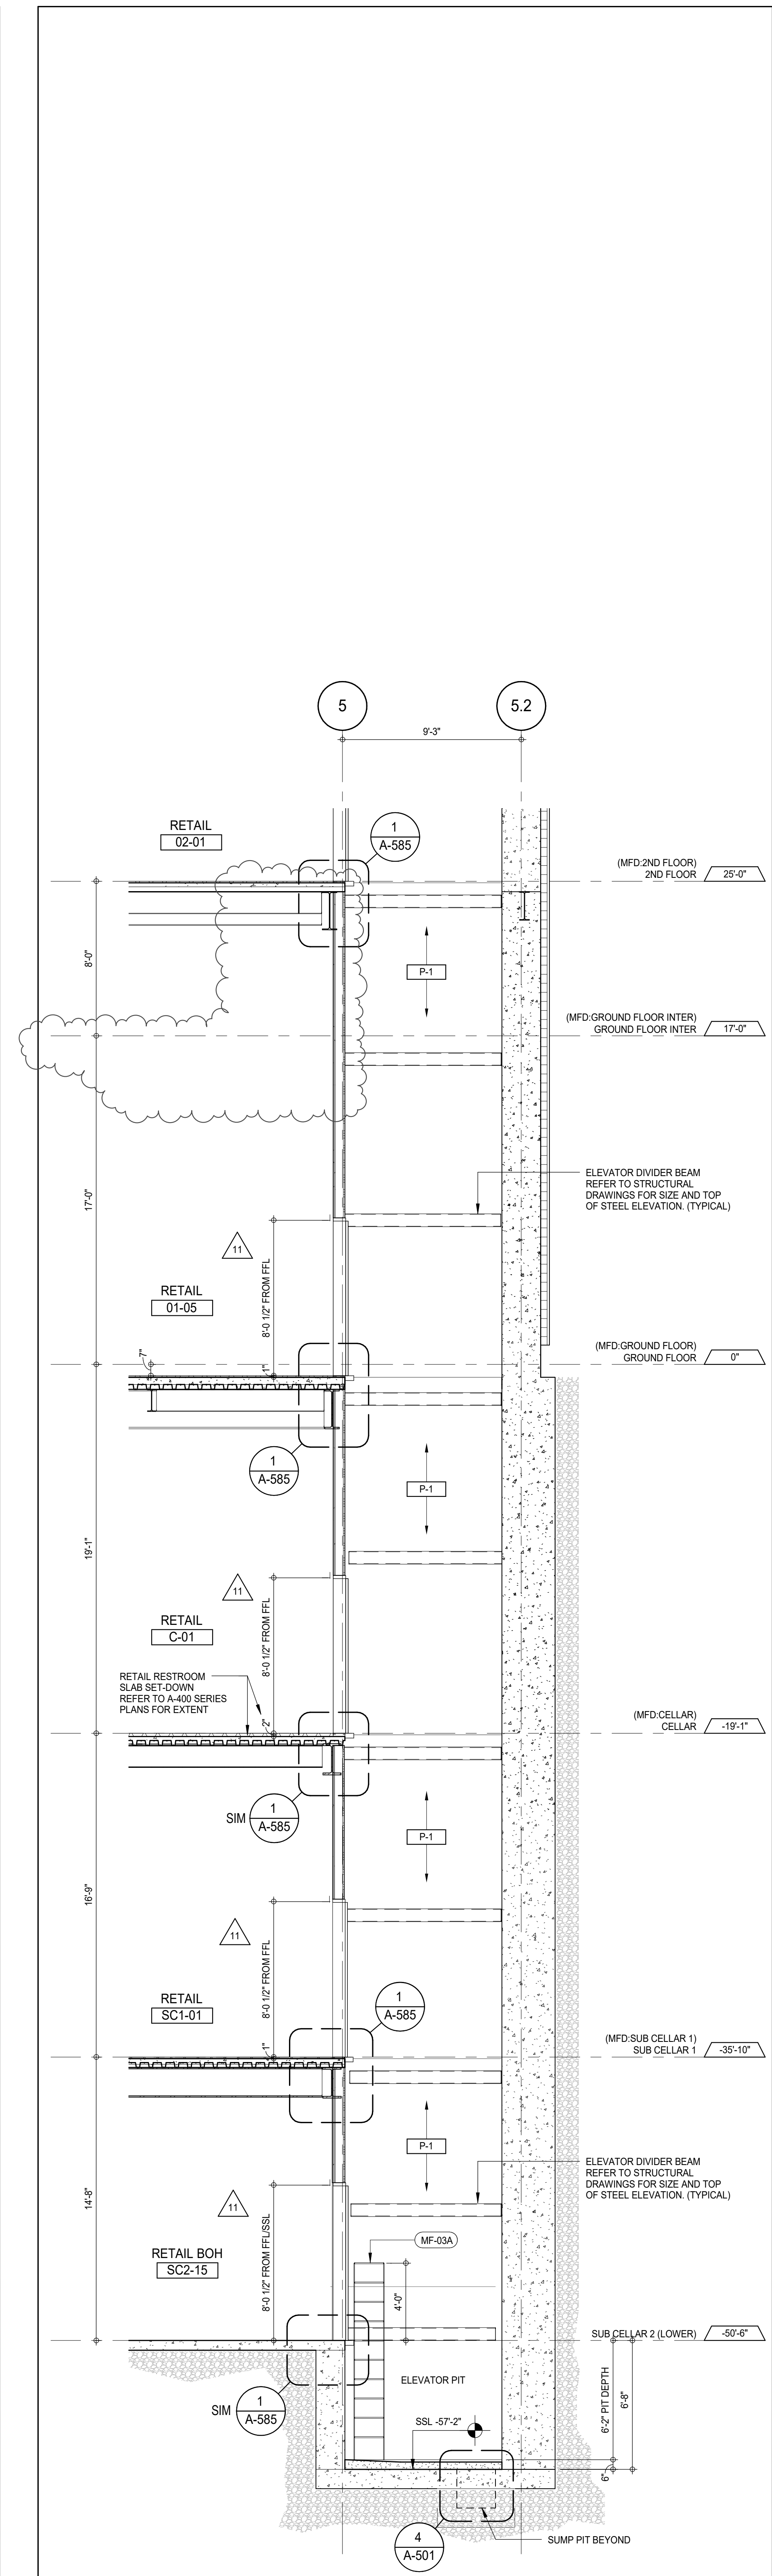 5
5.2
9'-3"
RETAIL
02-01
1
A-585
(MFD:2ND FLOOR)
2ND FLOOR
25'-0"
8'-0"
P-1
(MFD:GROUND FLOOR INTER)
GROUND FLOOR INTER
17'-0"
ELEVATOR DIVIDER BEAM
REFER TO STRUCTURAL
DRAWINGS FOR SIZE AND TOP
OF STEEL ELEVATION. (TYPICAL)
17'-0"
11
8'-0 1/2" FROM FFL
RETAIL
01-05
(MFD:GROUND FLOOR)
GROUND FLOOR
0"
7"
1"
1
A-585
P-1
19'-1"
11
8'-0 1/2" FROM FFL
RETAIL
C-01
RETAIL RESTROOM
SLAB SET-DOWN
REFER TO A-400 SERIES
PLANS FOR EXTENT
2"
(MFD:CELLAR)
CELLAR
-19'-1"
SIM
1
A-585
P-1
16'-9"
11
8'-0 1/2" FROM FFL
RETAIL
SC1-01
1
A-585
1"
(MFD:SUB CELLAR 1)
SUB CELLAR 1
-35'-10"
P-1
ELEVATOR DIVIDER BEAM
REFER TO STRUCTURAL
DRAWINGS FOR SIZE AND TOP
OF STEEL ELEVATION. (TYPICAL)
14'-8"
11
8'-0 1/2" FROM FFL/SSL
RETAIL BOH
SC2-15
MF-03A
4'-0"
SUB CELLAR 2 (LOWER)
-50'-6"
SIM
1
A-585
ELEVATOR PIT
SSL -57'-2"
6'-2" PIT DEPTH
6'-8"
6"
SUMP PIT BEYOND
4
A-501